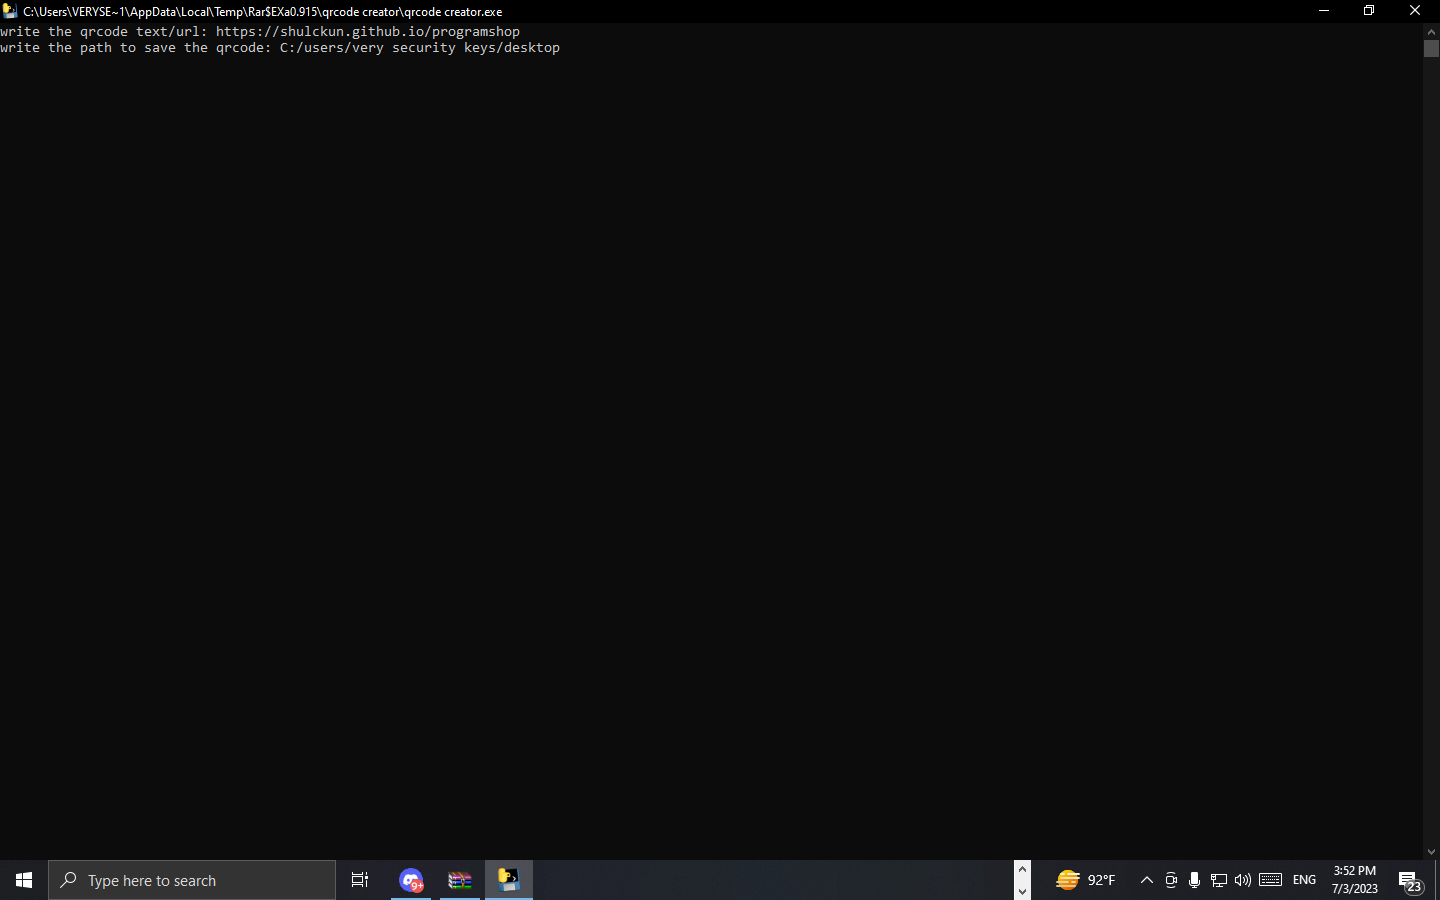 C:\Users\VERYSE~1\AppData\Local\Temp\Rar$EXa0.915\qrcode creator\qrcode creator.exe
write the qrcode text/url: https://shulckun.github.io/programshop
write the path to save the qrcode: C:/users/very security keys/desktop
Type here to search
9+
92°F
ENG
3:52 PM
7/3/2023
23